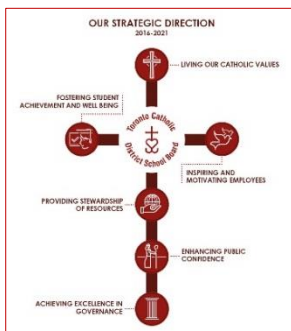 OUR STRATEGIC DIRECTION
2016-2021
LIVING OUR CATHOLIC VALUES
FOSTERING STUDENT
ACHIEVEMENT AND WELL BEING
Toronto Catholic
District School Board
INSPIRING AND
MOTIVATING EMPLOYEES
PROVIDING STEWARDSHIP
OF RESOURCES
ENHANCING PUBLIC
CONFIDENCE
ACHIEVING EXCELLENCE IN
GOVERNANCE